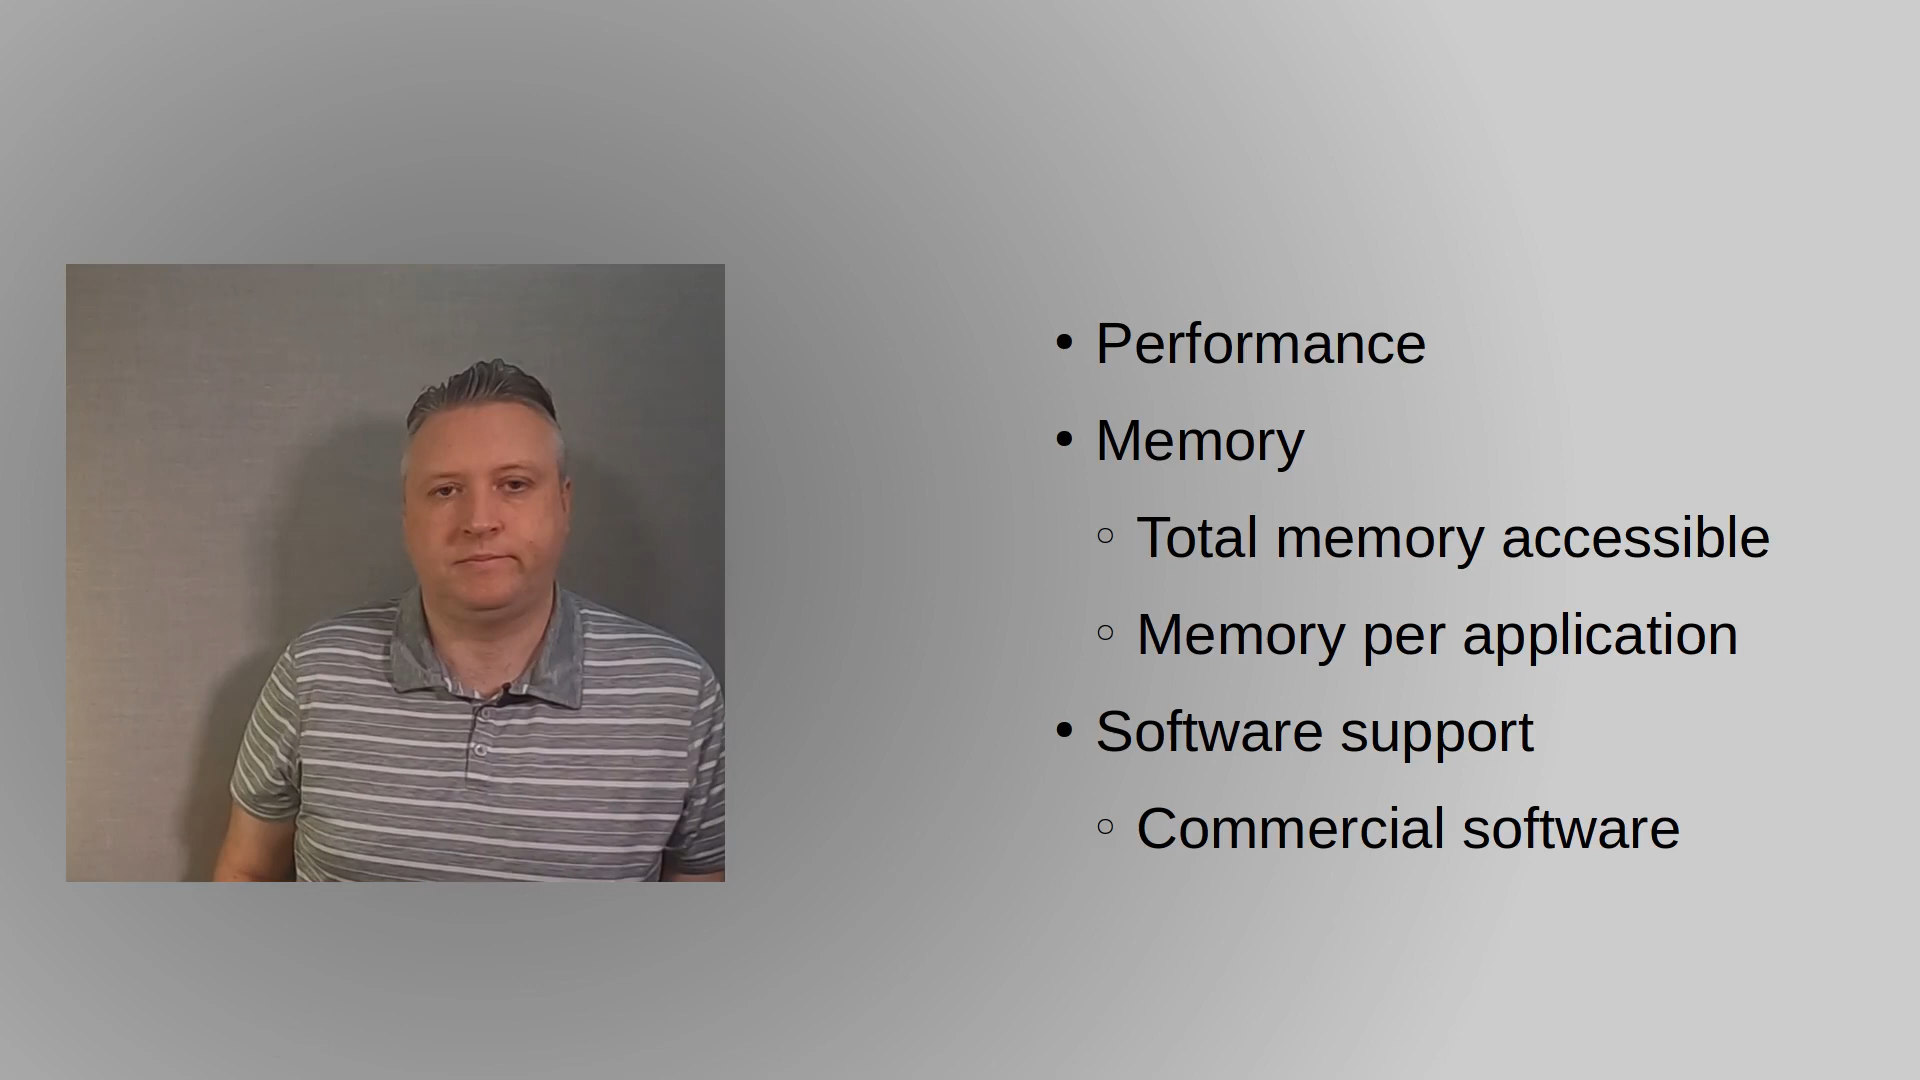 • Performance
• Memory
○ Total memory accessible
○ Memory per application
• Software support
○ Commercial software